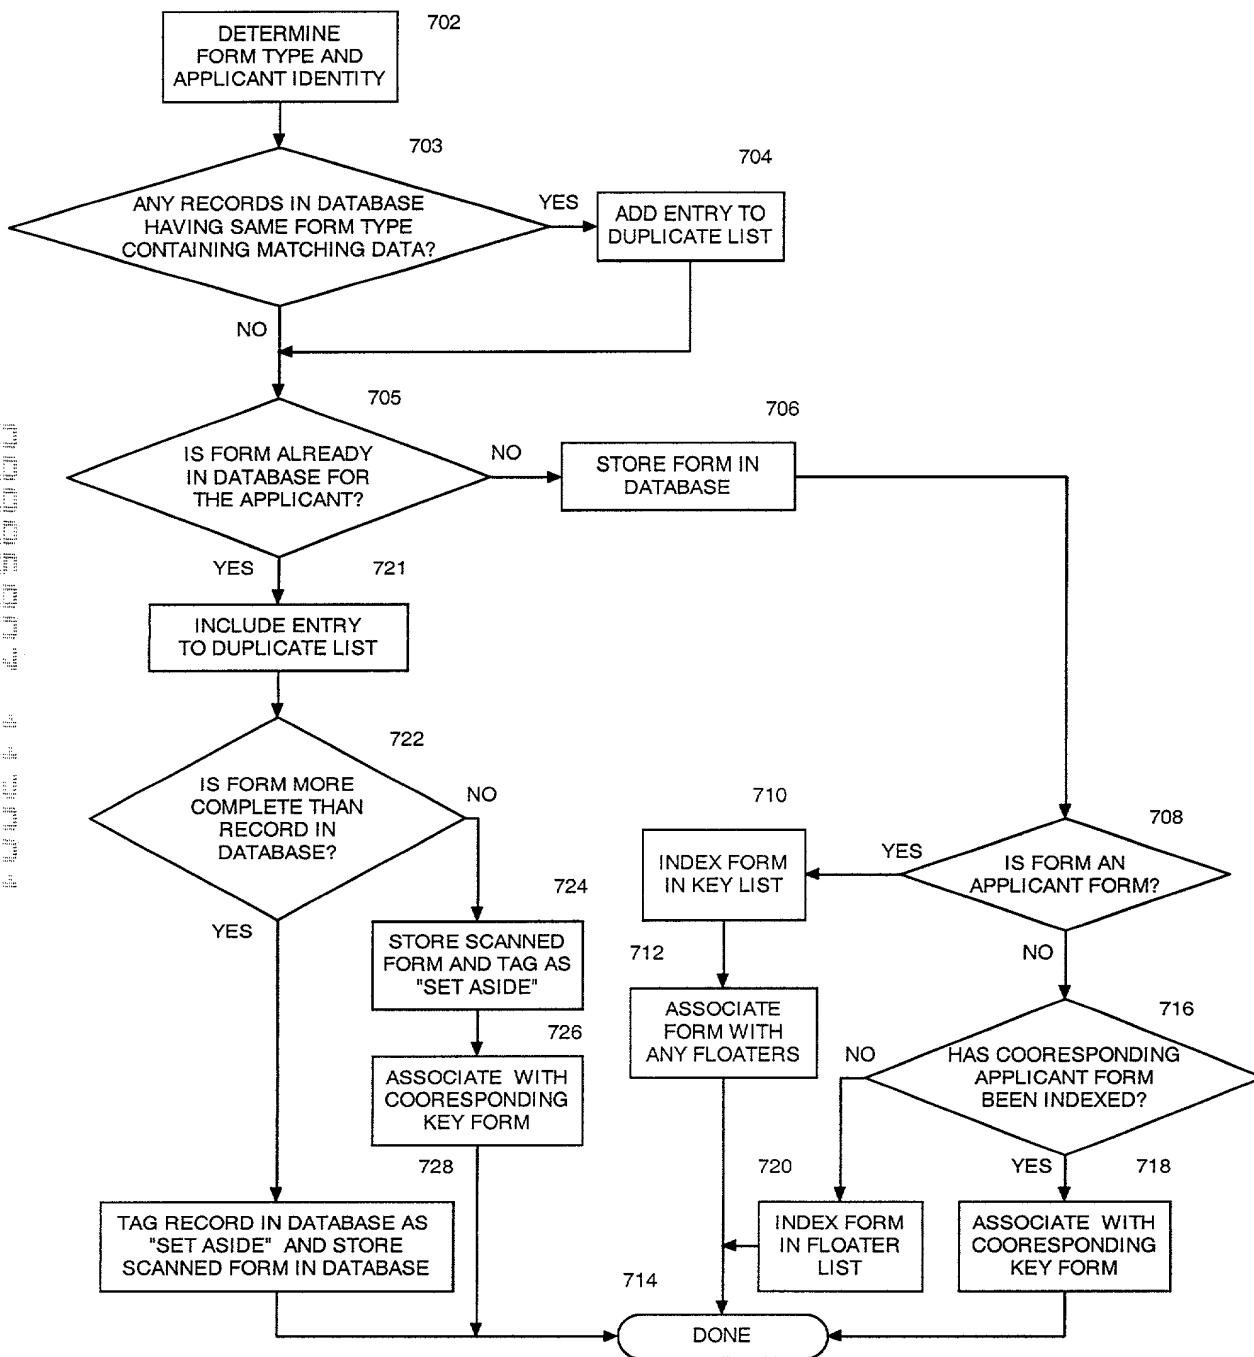 702
DETERMINE
FORM TYPE AND
APPLICANT IDENTITY
703
ANY RECORDS IN DATABASE
HAVING SAME FORM TYPE
CONTAINING MATCHING DATA?
YES
704
ADD ENTRY TO
DUPLICATE LIST
NO
705
IS FORM ALREADY
IN DATABASE FOR
THE APPLICANT?
NO
706
STORE FORM IN
DATABASE
YES
721
INCLUDE ENTRY
TO DUPLICATE LIST
722
IS FORM MORE
COMPLETE THAN
RECORD IN
DATABASE?
NO
YES
724
STORE SCANNED
FORM AND TAG AS
"SET ASIDE"
726
ASSOCIATE WITH
COORESPONDING
KEY FORM
728
TAG RECORD IN DATABASE AS
"SET ASIDE" AND STORE
SCANNED FORM IN DATABASE
708
IS FORM AN
APPLICANT FORM?
YES
710
INDEX FORM
IN KEY LIST
712
ASSOCIATE
FORM WITH
ANY FLOATERS
NO
716
HAS COORESPONDING
APPLICANT FORM
BEEN INDEXED?
NO
720
INDEX FORM
IN FLOATER
LIST
YES
718
ASSOCIATE WITH
COORESPONDING
KEY FORM
714
DONE